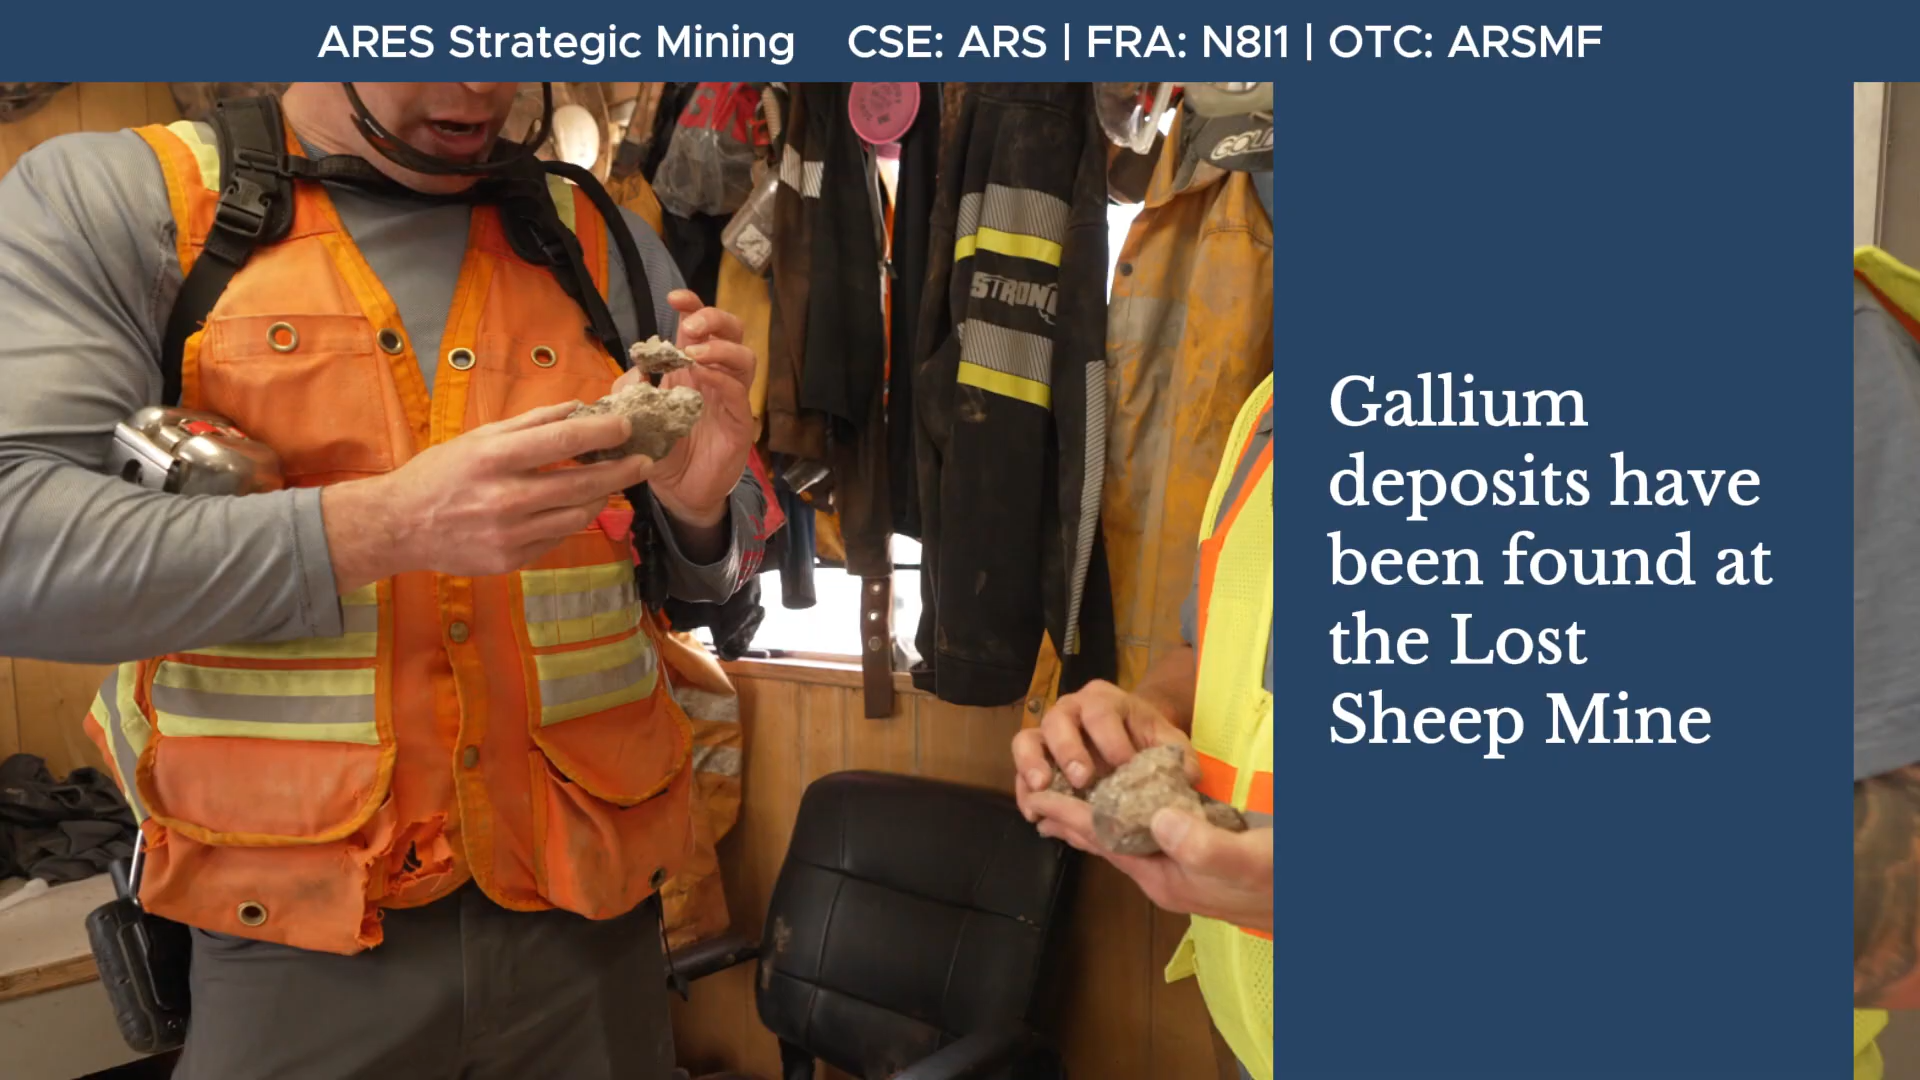 ARES Strategic Mining CSE: ARS | FRA: N8I1 | OTC: ARSMF
STRONG
Gallium
deposits have
been found at
the Lost
Sheep Mine